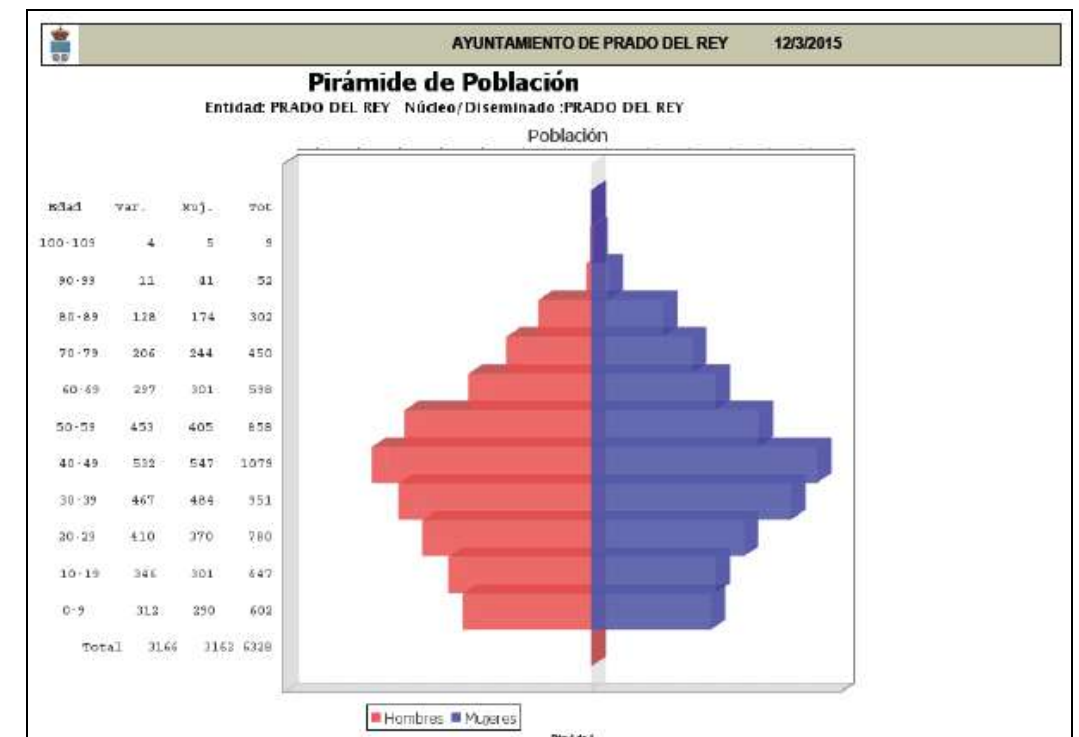 AYUNTAMIENTO DE PRADO DEL REY 12/3/2015
Pirámide de Población
Entidad: PRADO DEL REY Núcleo/Diseminado :PRADO DEL REY
Población
Edad Var. Muj. Tot
100-109 4 5 9
90-99 11 41 52
80-89 128 174 302
70-79 206 244 450
60-69 297 301 598
50-59 453 405 858
40-49 532 547 1079
30-39 467 484 951
20-29 410 370 780
10-19 346 301 647
0-9 312 290 602
Total 3166 3162 6328
Hombres Mujeres